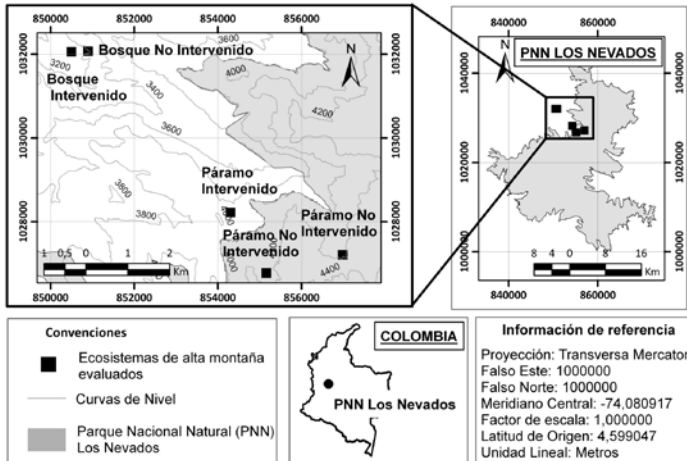 850000 852000 854000 856000
1032000
1030000
1028000
Bosque No Intervenido
Bosque
Intervenido
3200
3400
3600
3600
3800
3800
4000
4200
4400
N
Páramo
Intervenido
Páramo No
Intervenido
Páramo No
Intervenido
1 0,5 0 1 2
Km
850000 852000 854000 856000
840000 860000
PNN LOS NEVADOS
N
1040000
1020000
1000000
8 4 0 8 16
Km
840000 860000
Convenciones
Ecosistemas de alta montaña
evaluados
Curvas de Nivel
Parque Nacional Natural (PNN)
Los Nevados
COLOMBIA
PNN Los Nevados
Información de referencia
Proyección: Transversa Mercator
Falso Este: 1000000
Falso Norte: 1000000
Meridiano Central: -74,080917
Factor de escala: 1,000000
Latitud de Origen: 4,599047
Unidad Lineal: Metros